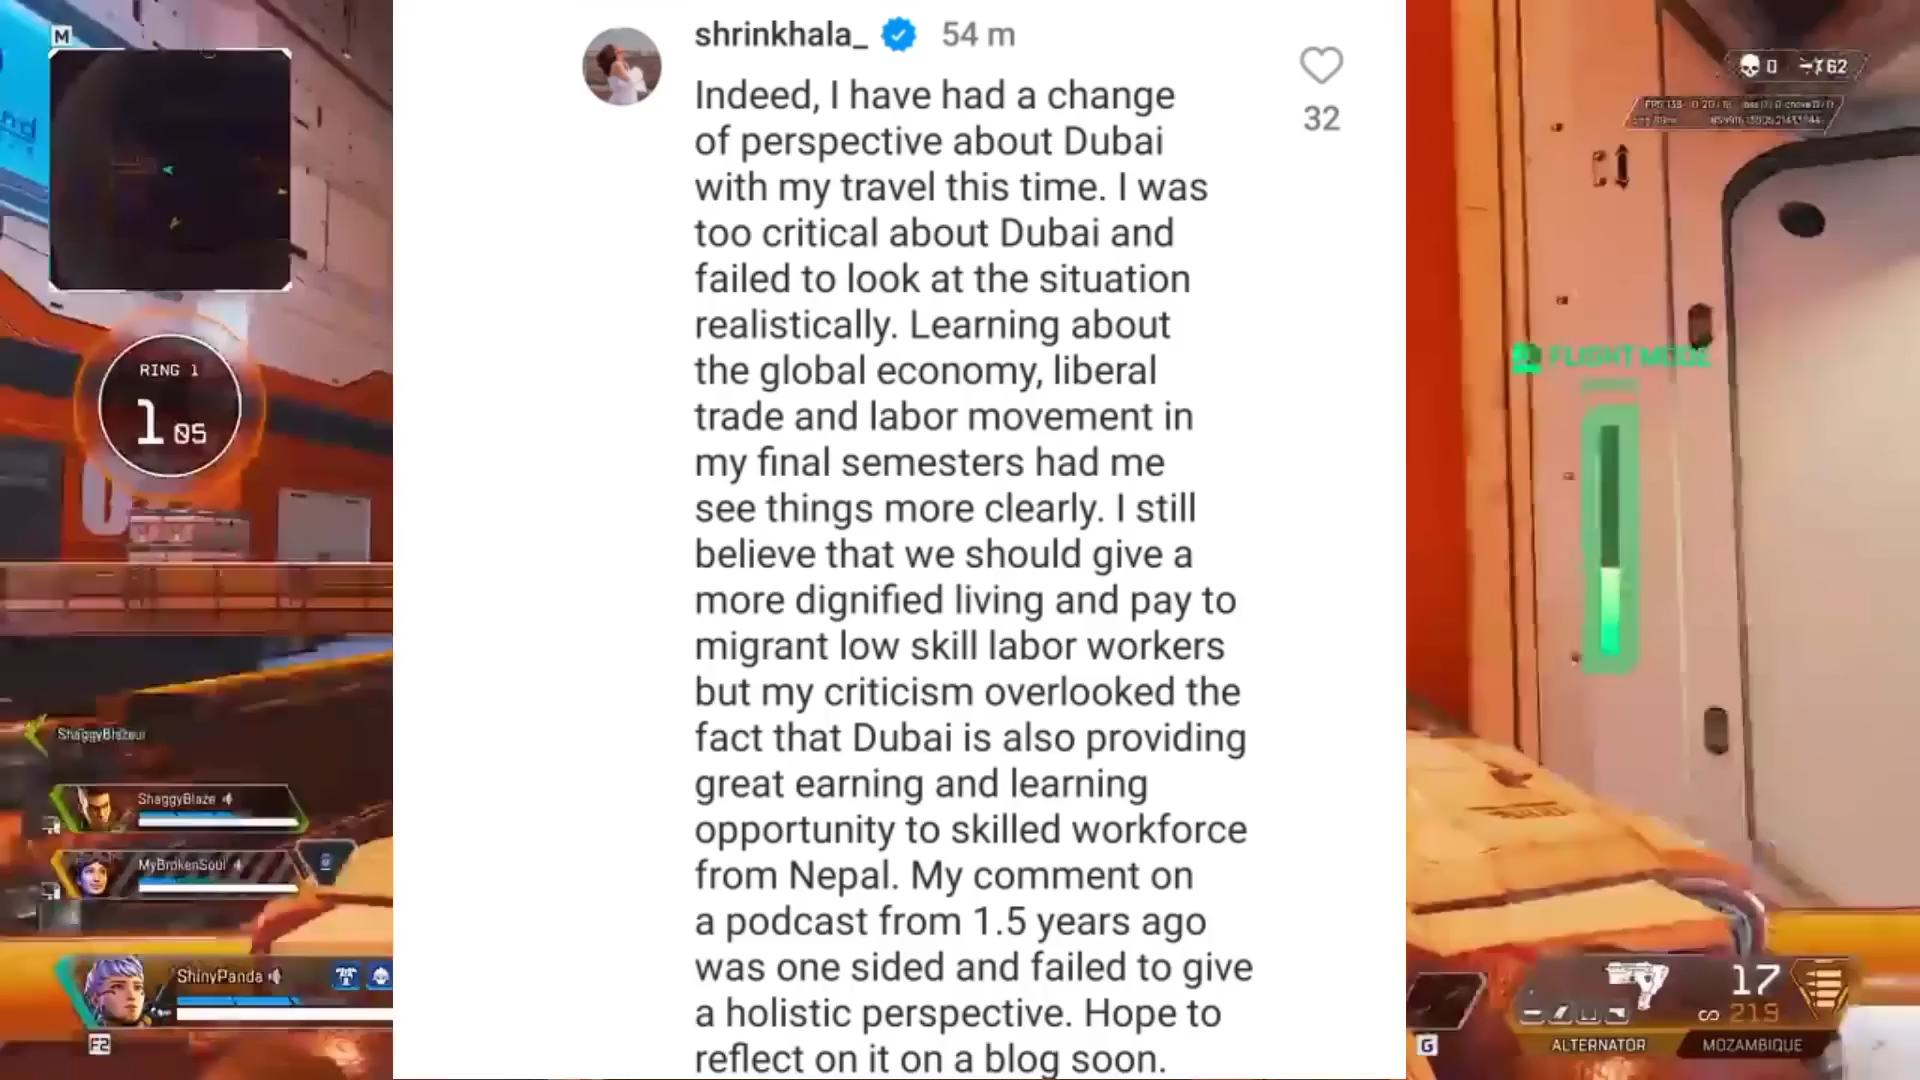 M
RING 1
1 05
ShaggyBlaze
MyBrokenSoul
ShinyPanda
F2
shrinkhala_ 54 m
32
Indeed, I have had a change
of perspective about Dubai
with my travel this time. I was
too critical about Dubai and
failed to look at the situation
realistically. Learning about
the global economy, liberal
trade and labor movement in
my final semesters had me
see things more clearly. I still
believe that we should give a
more dignified living and pay to
migrant low skill labor workers
but my criticism overlooked the
fact that Dubai is also providing
great earning and learning
opportunity to skilled workforce
from Nepal. My comment on
a podcast from 1.5 years ago
was one sided and failed to give
a holistic perspective. Hope to
reflect on it on a blog soon.
0 62
FLIGHT MODE
17
∞ 219
G
ALTERNATOR
MOZAMBIQUE